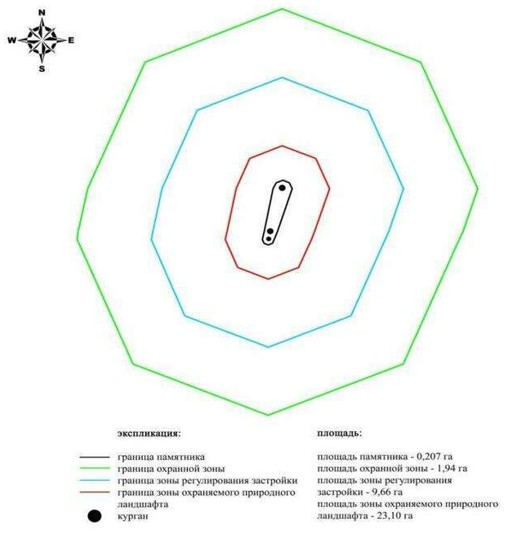 N
W E
S
экспликация: площадь:
граница памятника площадь памятника - 0,207 га
граница охранной зоны площадь охранной зоны - 1,94 га
граница зоны регулирования застройки площадь зоны регулирования
граница зоны охраняемого природного застройки - 9,66 га
ландшафта площадь зоны охраняемого природного
курган ландшафта - 23,10 га